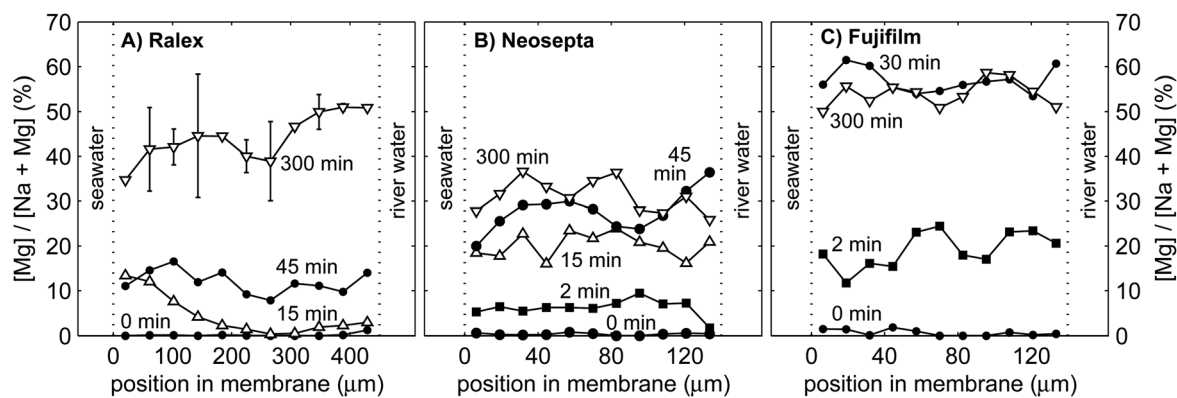 [Mg] / [Na + Mg] (%)
70
60
50
40
30
20
10
0
A) Ralex
seawater
river water
300 min
45 min
15 min
0 min
0 100 200 300 400
position in membrane (μm)
B) Neosepta
seawater
river water
300 min
45
min
15 min
2 min
0 min
0 40 80 120
position in membrane (μm)
C) Fujifilm
seawater
river water
30 min
300 min
2 min
0 min
0 40 80 120
position in membrane (μm)
70
60
50
40
30
20
10
0
[Mg] / [Na + Mg] (%)